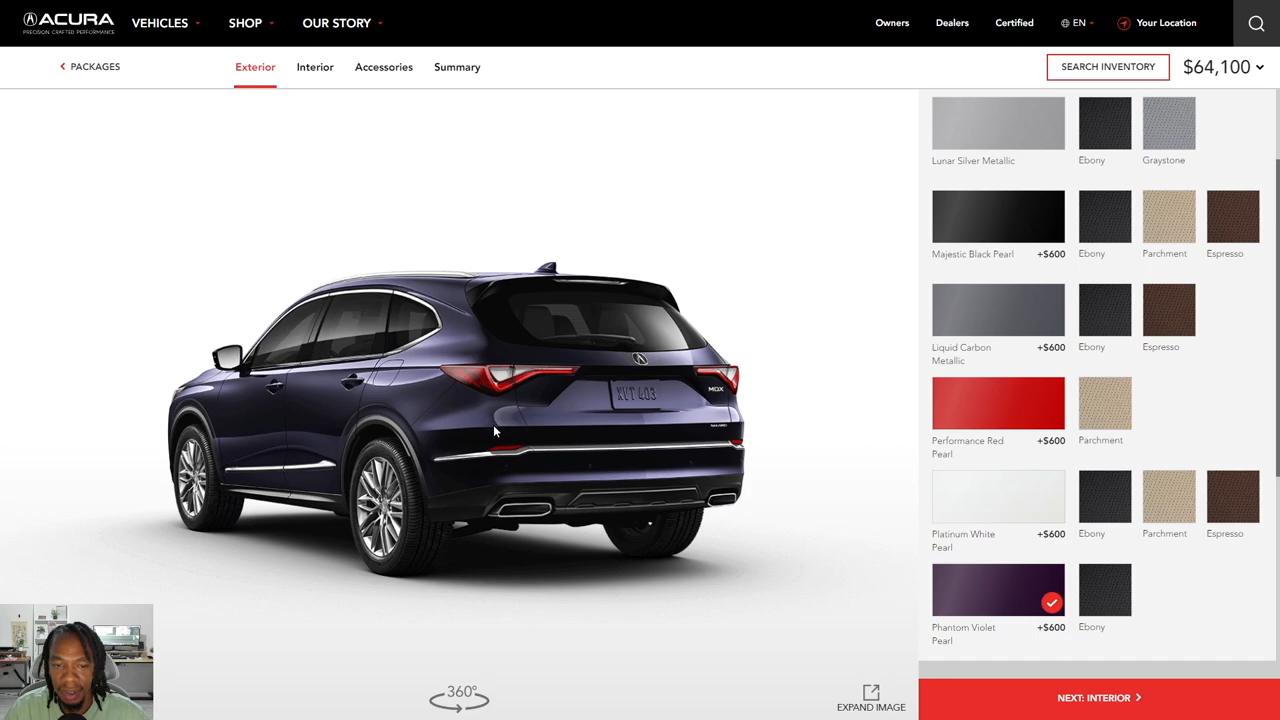 ACURA
PRECISION CRAFTED PERFORMANCE
VEHICLES
SHOP
OUR STORY
Owners
Dealers
Certified
EN
Your Location
PACKAGES
Exterior
Interior
Accessories
Summary
SEARCH INVENTORY
$64,100
Lunar Silver Metallic
Ebony
Graystone
Majestic Black Pearl +$600
Ebony
Parchment
Espresso
Liquid Carbon Metallic +$600
Ebony
Espresso
Performance Red Pearl +$600
Parchment
Platinum White Pearl +$600
Ebony
Parchment
Espresso
Phantom Violet Pearl +$600
Ebony
XVT 403
MDX
360°
EXPAND IMAGE
NEXT: INTERIOR